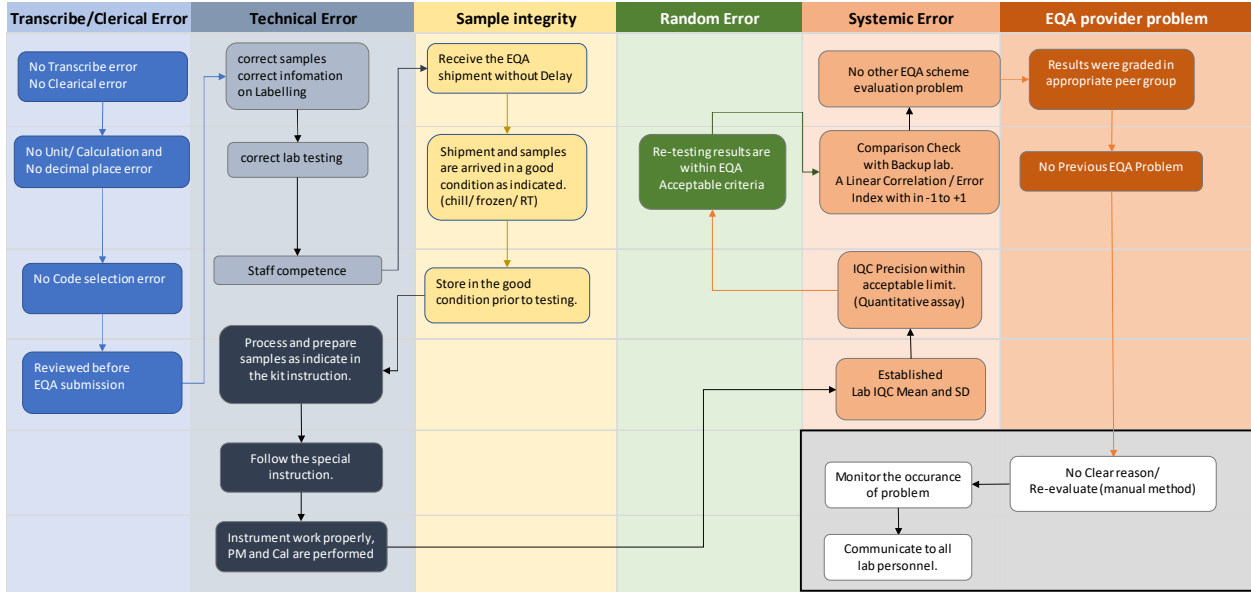 Transcribe/Clerical Error
Technical Error
Sample integrity
Random Error
Systemic Error
EQA provider problem
No Transcribe error
No Clearical error
No Unit/ Calculation and
No decimal place error
No Code selection error
Reviewed before
EQA submission
correct samples
correct infomation
on Labelling
correct lab testing
Staff competence
Process and prepare
samples as indicate in
the kit instruction.
Follow the special
instruction.
Instrument work properly,
PM and Cal are performed
Receive the EQA
shipment without Delay
Shipment and samples
are arrived in a good
condition as indicated.
(chill/ frozen/ RT)
Store in the good
condition prior to testing.
Re-testing results are
within EQA
Acceptable criteria
No other EQA scheme
evaluation problem
Comparison Check
with Backup lab.
A Linear Correlation / Error
Index with in -1 to +1
IQC Precision within
acceptable limit.
(Quantitative assay)
Established
Lab IQC Mean and SD
Results were graded in
appropriate peer group
No Previous EQA Problem
No Clear reason/
Re-evaluate (manual method)
Monitor the occurance
of problem
Communicate to all
lab personnel.